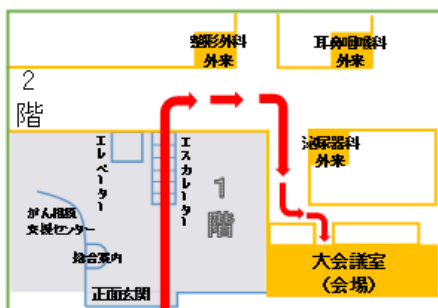 整形外科
外来
耳鼻咽喉科
外来
2
階
泌尿器科
外来
エレベーター
エスカレーター
1
階
がん相談
支援センター
総合案内
正面玄関
大会議室
（会場）